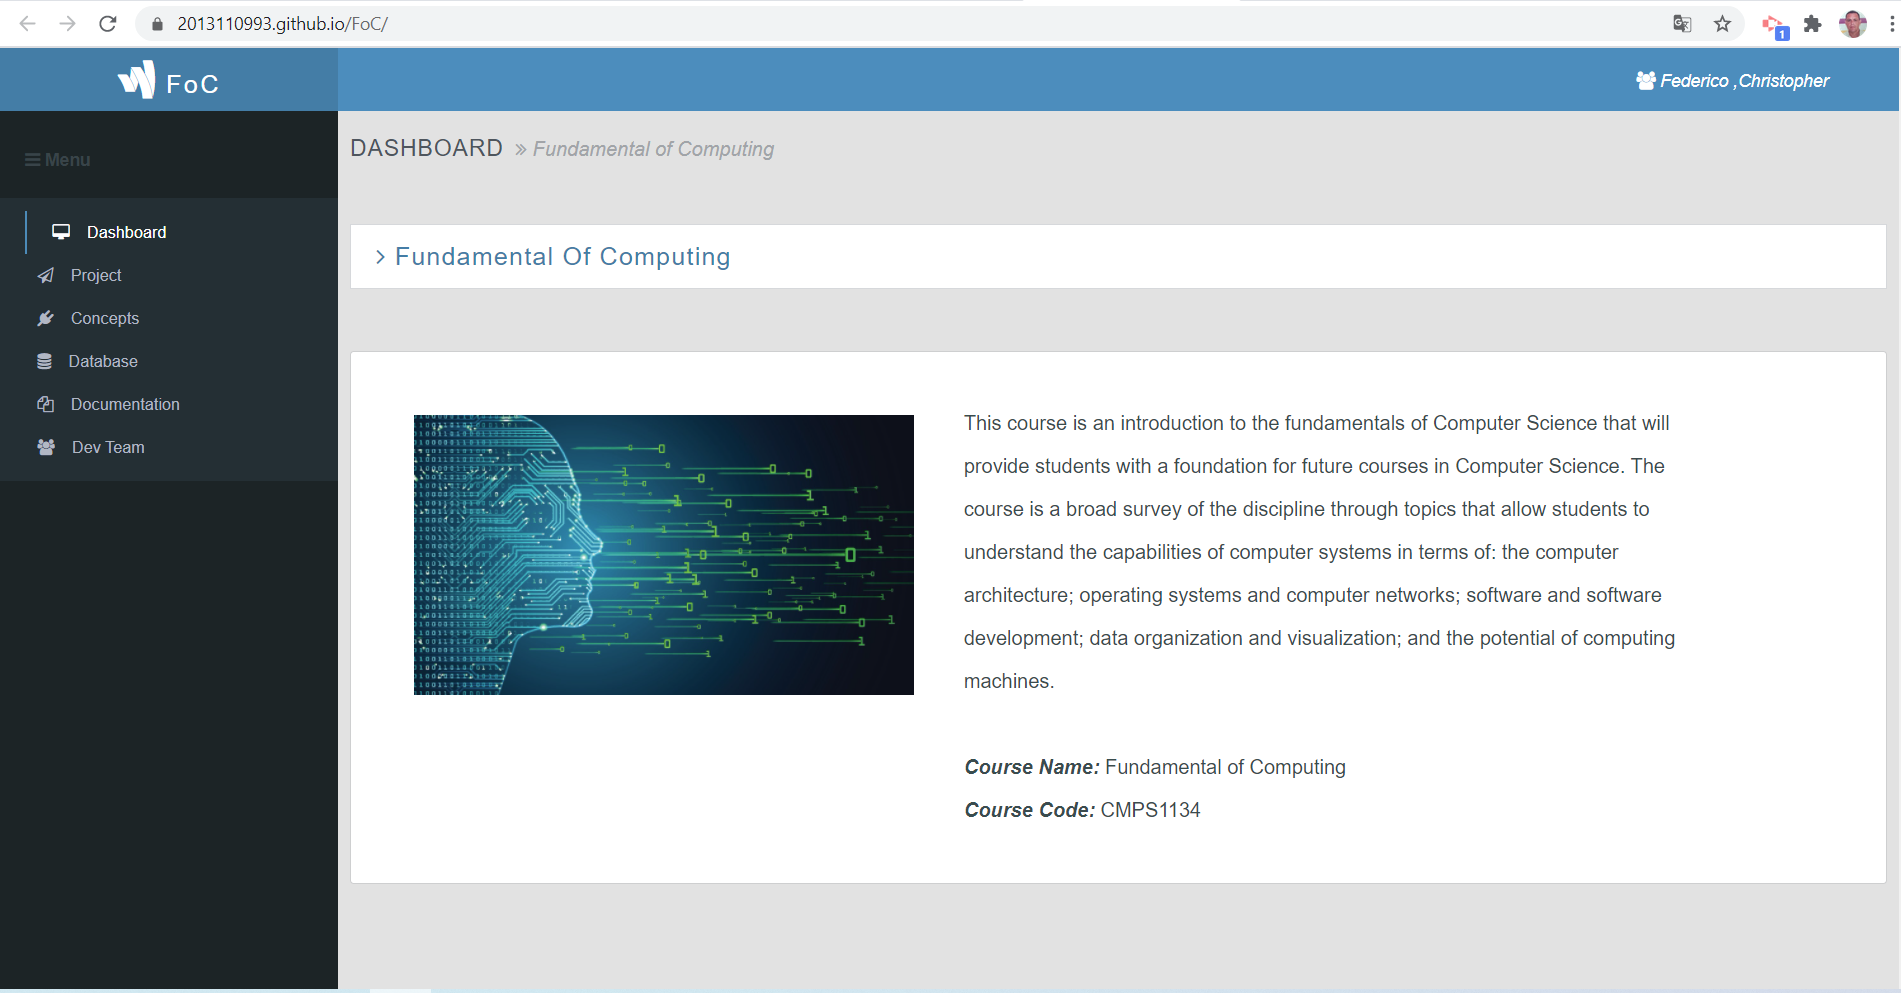 2013110993.github.io/FoC/
1
FoC
Federico ,Christopher
Menu
DASHBOARD » Fundamental of Computing
Dashboard
Project
Concepts
Database
Documentation
Dev Team
> Fundamental Of Computing
This course is an introduction to the fundamentals of Computer Science that will
provide students with a foundation for future courses in Computer Science. The
course is a broad survey of the discipline through topics that allow students to
understand the capabilities of computer systems in terms of: the computer
architecture; operating systems and computer networks; software and software
development; data organization and visualization; and the potential of computing
machines.
Course Name: Fundamental of Computing
Course Code: CMPS1134